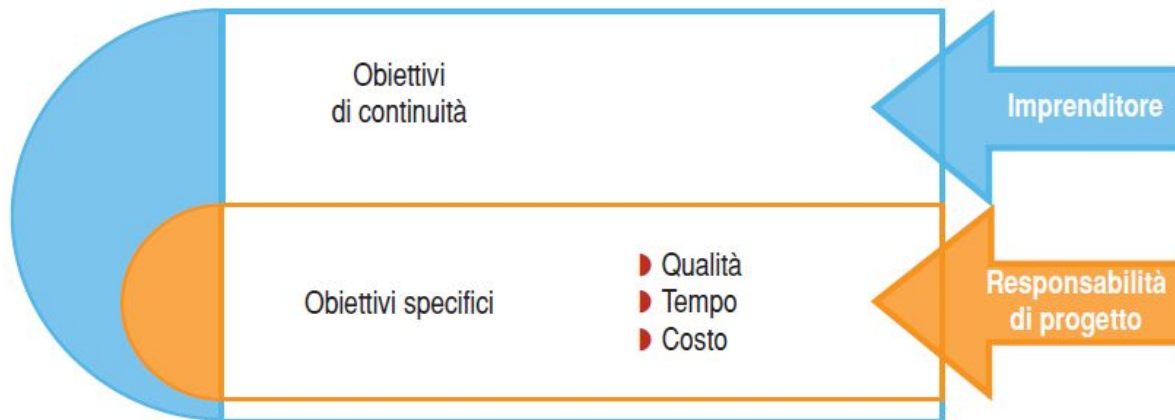 Obiettivi
di continuità
Imprenditore
Obiettivi specifici
Qualità
Tempo
Costo
Responsabilità
di progetto